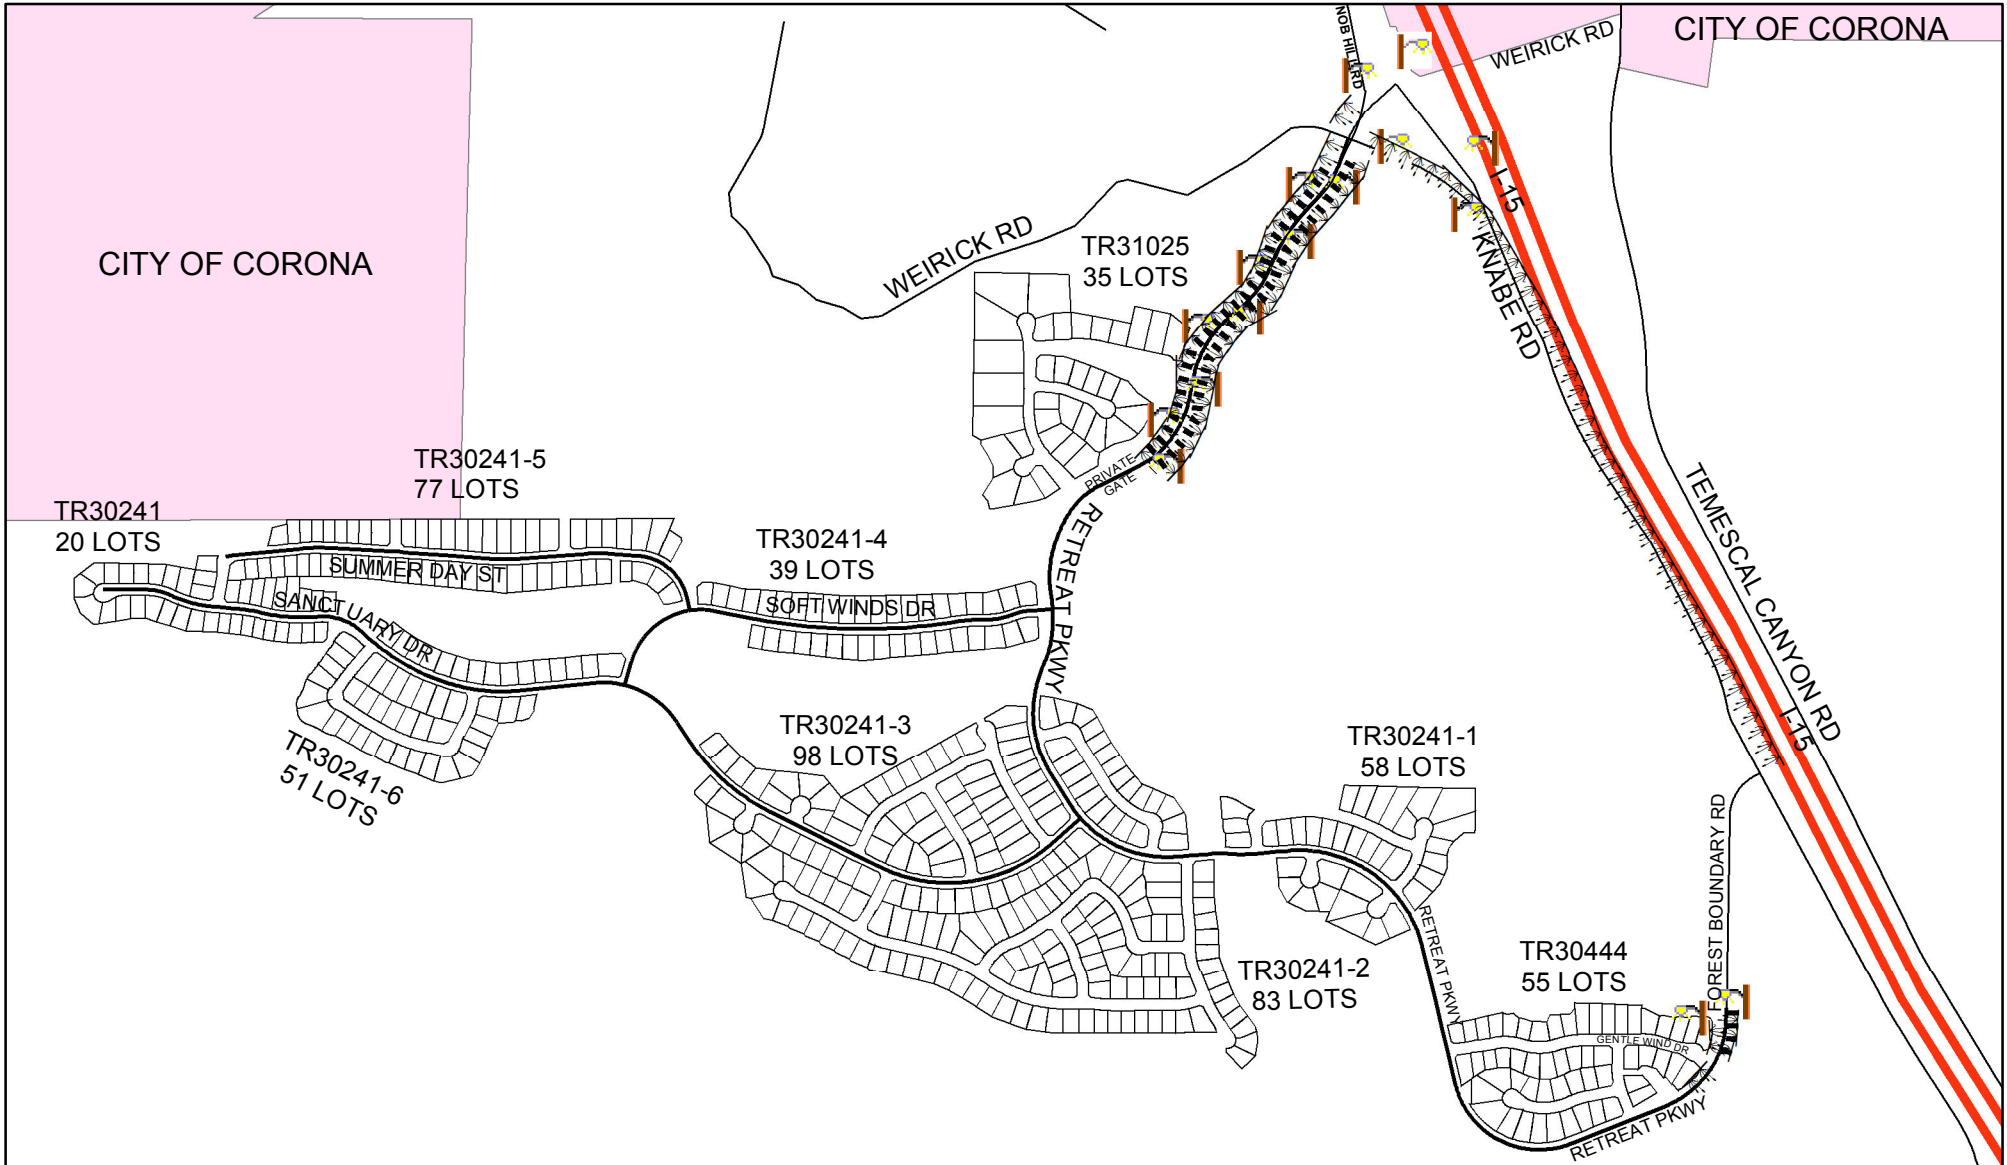 CITY OF CORONA
NOB HILL RD
WEIRICK RD
CITY OF CORONA
I-15
WEIRICK RD
TR31025
35 LOTS
KNABE RD
PRIVATE
GATE
TR30241-5
77 LOTS
TR30241
20 LOTS
TR30241-4
39 LOTS
RETREAT PKWY
TEMESCAL CANYON RD
SUMMER DAY ST
SANCTUARY DR
SOFT WINDS DR
TR30241-6
51 LOTS
TR30241-3
98 LOTS
TR30241-1
58 LOTS
I-15
FOREST BOUNDARY RD
RETREAT PKWY
TR30241-2
83 LOTS
TR30444
55 LOTS
GENTLE WIND DR
RETREAT PKWY